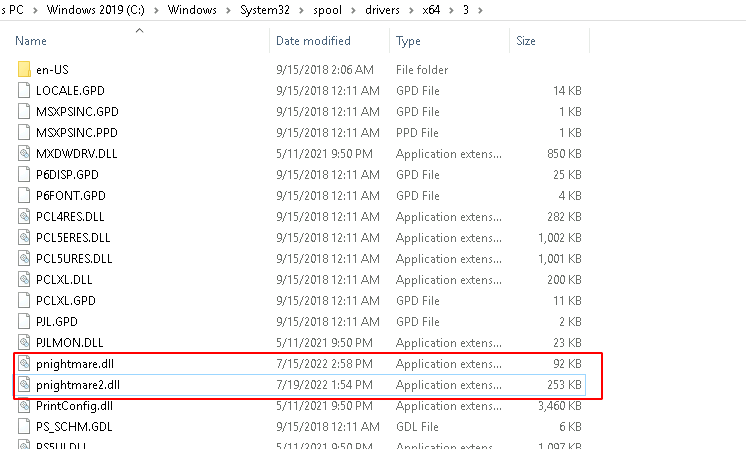 s PC > Windows 2019 (C:) > Windows > System32 > spool > drivers > x64 > 3 >
Name Date modified Type Size
en-US 9/15/2018 2:06 AM File folder
LOCALE.GPD 9/15/2018 12:11 AM GPD File 14 KB
MSXPSINC.GPD 9/15/2018 12:11 AM GPD File 1 KB
MSXPSINC.PPD 9/15/2018 12:11 AM PPD File 1 KB
MXDWDRV.DLL 5/11/2021 9:50 PM Application extens... 850 KB
P6DISP.GPD 9/15/2018 12:11 AM GPD File 25 KB
P6FONT.GPD 9/15/2018 12:11 AM GPD File 4 KB
PCL4RES.DLL 9/15/2018 12:11 AM Application extens... 282 KB
PCL5ERES.DLL 9/15/2018 12:11 AM Application extens... 1,002 KB
PCL5URES.DLL 9/15/2018 12:11 AM Application extens... 1,001 KB
PCLXL.DLL 9/15/2018 12:11 AM Application extens... 200 KB
PCLXL.GPD 9/15/2018 12:11 AM GPD File 11 KB
PJL.GPD 9/15/2018 12:11 AM GPD File 2 KB
PJLMON.DLL 5/11/2021 9:50 PM Application extens... 23 KB
pnightmare.dll 7/15/2022 2:58 PM Application extens... 92 KB
pnightmare2.dll 7/19/2022 1:54 PM Application extens... 253 KB
PrintConfig.dll 5/11/2021 9:50 PM Application extens... 3,460 KB
PS_SCHM.GDL 9/15/2018 12:11 AM GDL File 6 KB
PS5UI.DLL 5/11/2021 9:50 PM Application extens... 1,097 KB